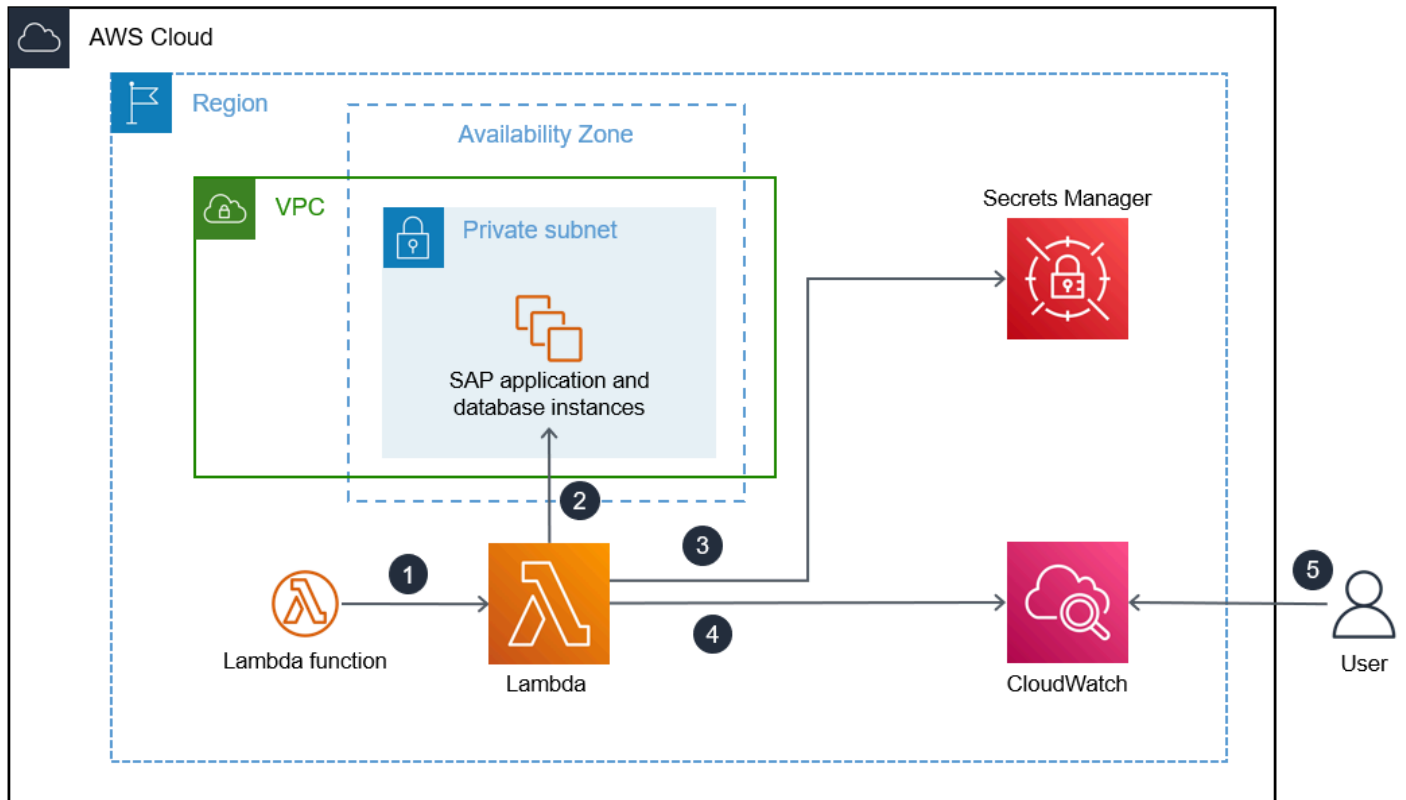 AWS Cloud
Region
Availability Zone
VPC
Private subnet
Secrets Manager
SAP application and
database instances
2
3
1
5
4
Lambda function
Lambda
CloudWatch
User